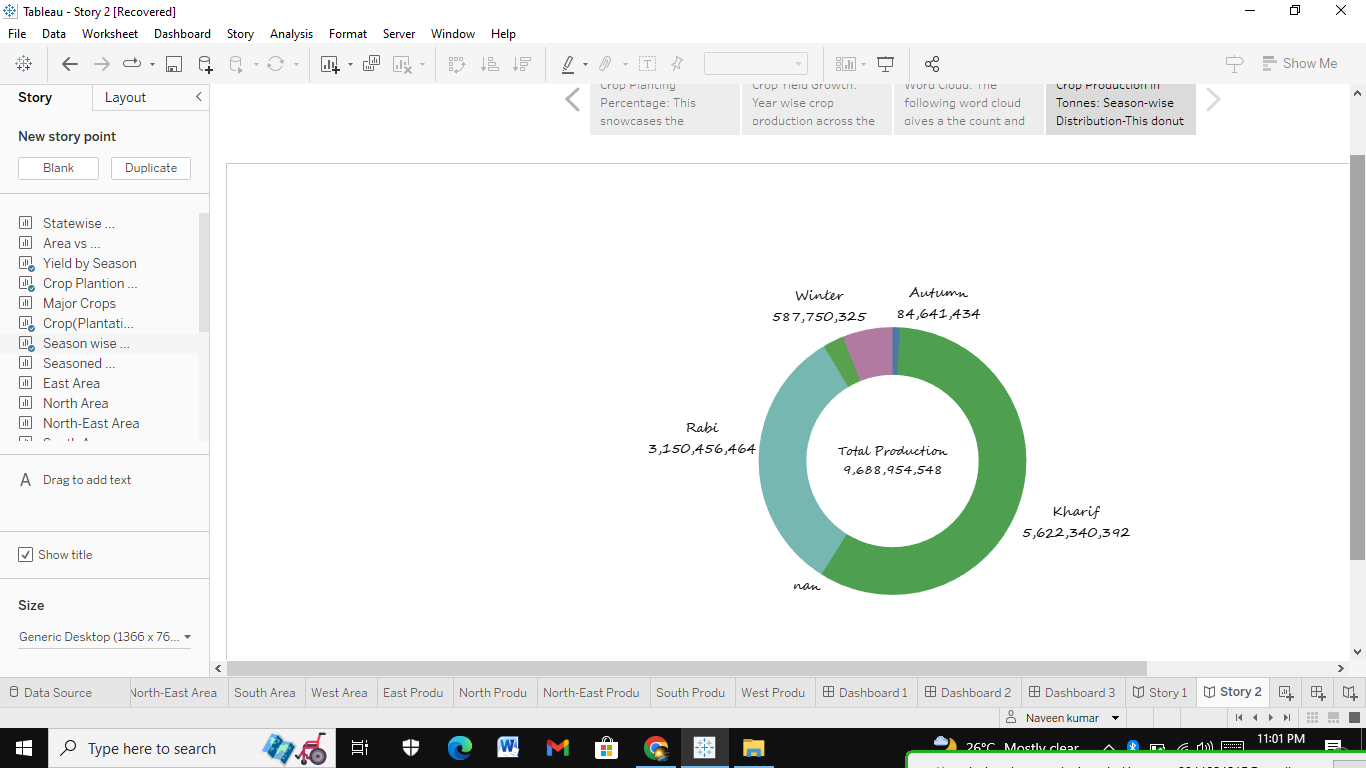 Tableau - Story 2 [Recovered]
File Data Worksheet Dashboard Story Analysis Format Server Window Help
Show Me
Story Layout
New story point
Blank Duplicate
Statewise ...
Area vs ...
Yield by Season
Crop Plantion ...
Major Crops
Crop(Plantati...
Season wise ...
Seasoned ...
East Area
North Area
North-East Area
A Drag to add text
Show title
Size
Generic Desktop (1366 x 76...
Crop Planting
Percentage: This
snowcases the
Crop Yield Growth:
Year wise crop
production across the
Word Cloud: The
following word cloud
gives a the count and
Crop Production in
Tonnes: Season-wise
Distribution-This donut
Winter
587,750,325
Autumn
84,641,434
Rabi
3,150,456,464
Total Production
9,688,954,548
Kharif
5,622,340,392
nan
Data Source North-East Area South Area West Area East Produ North Produ North-East Produ South Produ West Produ Dashboard 1 Dashboard 2 Dashboard 3 Story 1 Story 2
Naveen kumar
Type here to search
26°C Mostly clear
11:01 PM